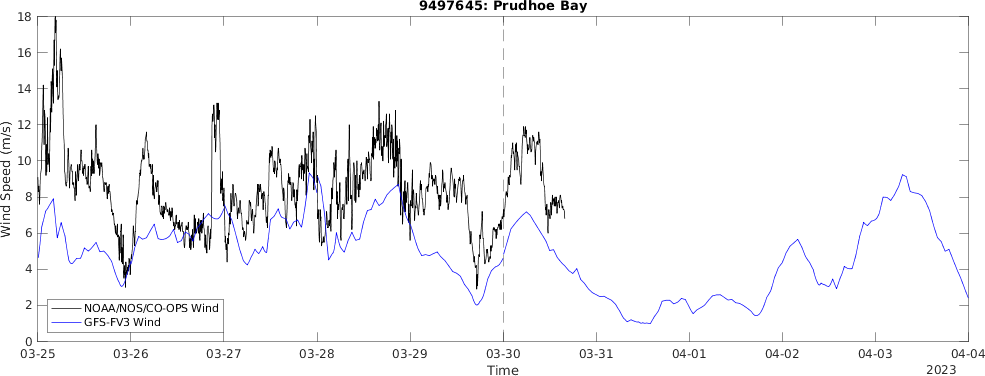 9497645: Prudhoe Bay
Wind Speed (m/s)
18
16
14
12
10
8
6
4
2
0
NOAA/NOS/CO-OPS Wind
GFS-FV3 Wind
03-25 03-26 03-27 03-28 03-29 03-30 03-31 04-01 04-02 04-03 04-04
Time
2023